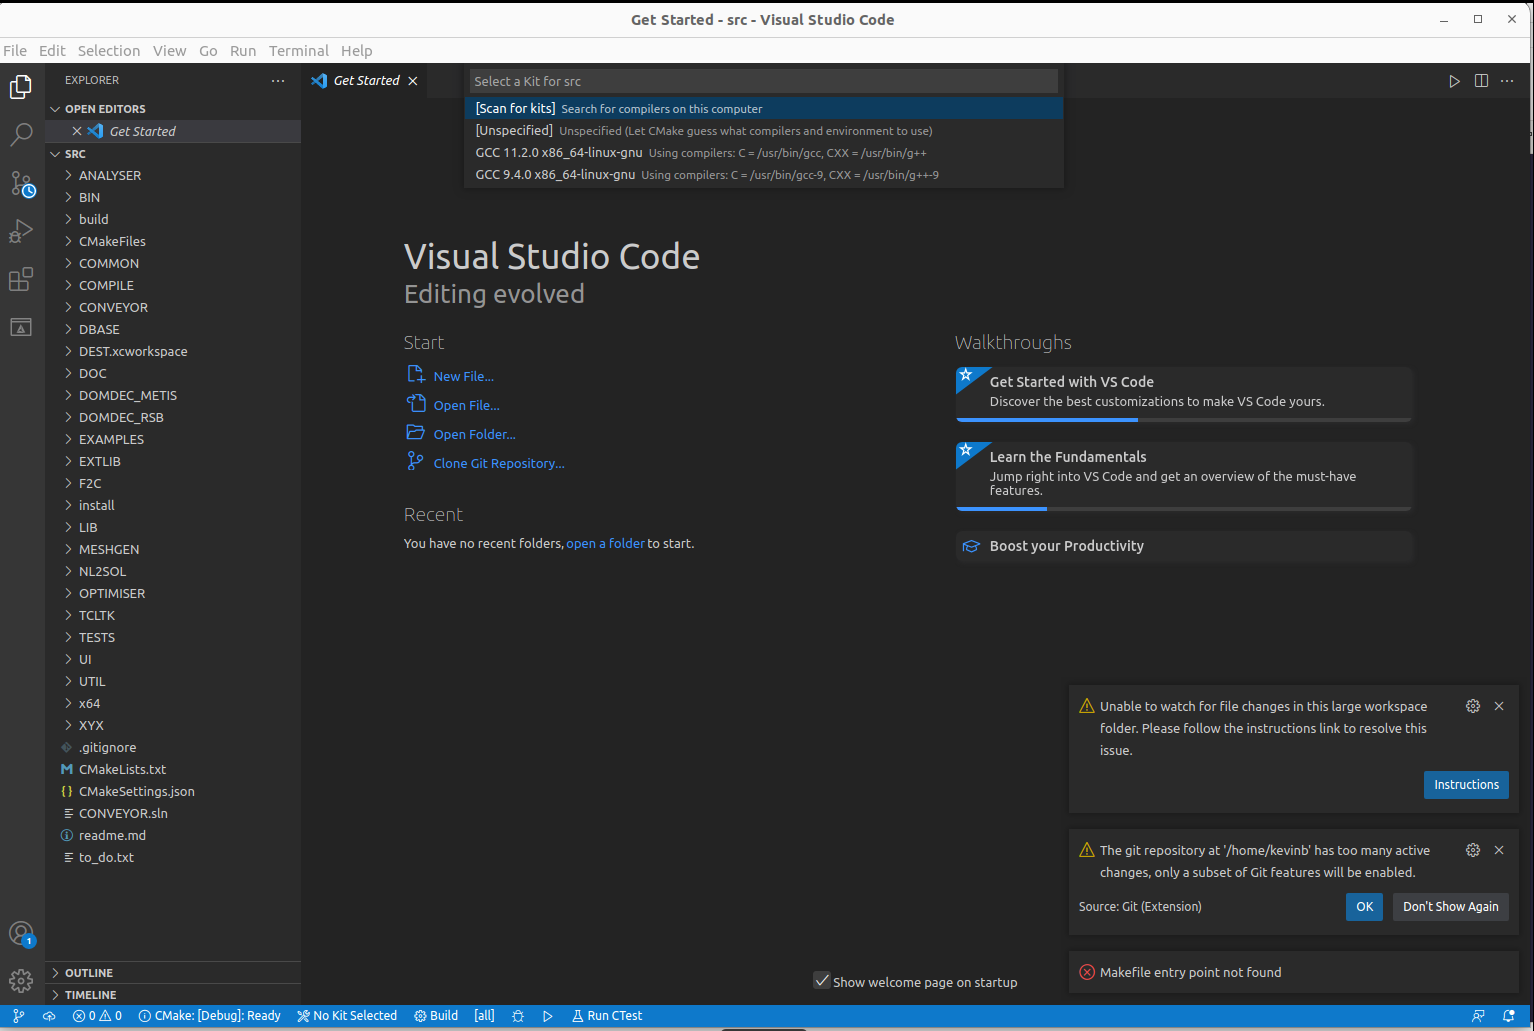 Get Started - src - Visual Studio Code
File Edit Selection View Go Run Terminal Help
EXPLORER
OPEN EDITORS
Get Started
SRC
ANALYSER
BIN
build
CMakeFiles
COMMON
COMPILE
CONVEYOR
DBASE
DEST.xcworkspace
DOC
DOMDEC_METIS
DOMDEC_RSB
EXAMPLES
EXTLIB
F2C
install
LIB
MESHGEN
NL2SOL
OPTIMISER
TCLTK
TESTS
UI
UTIL
x64
XYX
.gitignore
CMakeLists.txt
CMakeSettings.json
CONVEYOR.sln
readme.md
to_do.txt
OUTLINE
TIMELINE
Get Started
Select a Kit for src
[Scan for kits] Search for compilers on this computer
[Unspecified] Unspecified (Let CMake guess what compilers and environment to use)
GCC 11.2.0 x86_64-linux-gnu Using compilers: C = /usr/bin/gcc, CXX = /usr/bin/g++
GCC 9.4.0 x86_64-linux-gnu Using compilers: C = /usr/bin/gcc-9, CXX = /usr/bin/g++-9
Visual Studio Code
Editing evolved
Start
New File...
Open File...
Open Folder...
Clone Git Repository...
Recent
You have no recent folders, open a folder to start.
Walkthroughs
Get Started with VS Code
Discover the best customizations to make VS Code yours.
Learn the Fundamentals
Jump right into VS Code and get an overview of the must-have
features.
Boost your Productivity
Unable to watch for file changes in this large workspace
folder. Please follow the instructions link to resolve this
issue.
Instructions
The git repository at '/home/kevinb' has too many active
changes, only a subset of Git features will be enabled.
Source: Git (Extension) OK Don't Show Again
Makefile entry point not found
Show welcome page on startup
1
0 0 CMake: [Debug]: Ready No Kit Selected Build [all] Run CTest